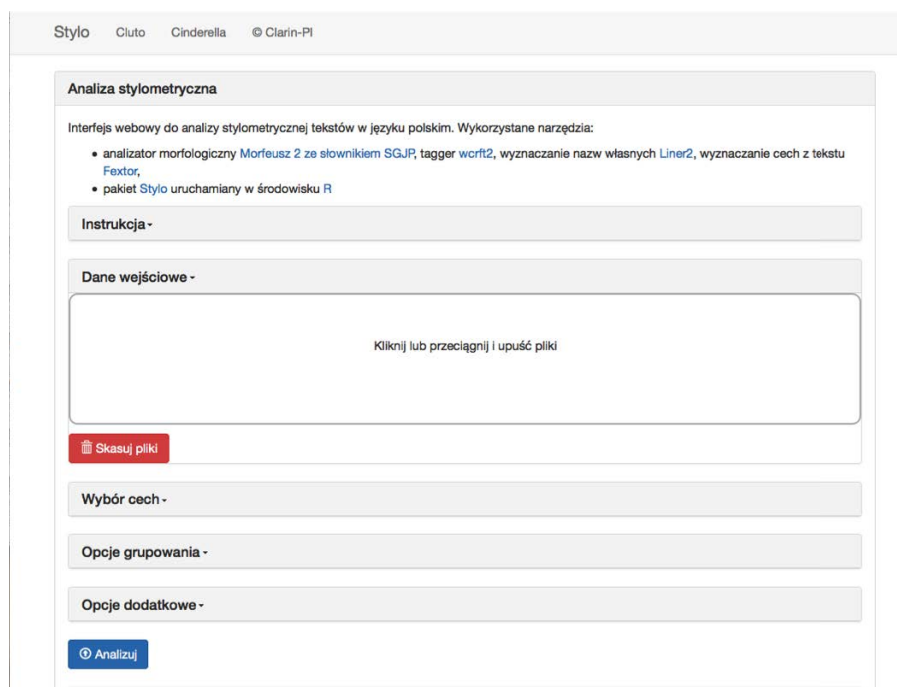 Stylo Cluto Cinderella © Clarin-Pl
Analiza stylometryczna
Interfejs webowy do analizy stylometrycznej tekstów w języku polskim. Wykorzystane narzędzia:
• analizator morfologiczny Morfeusz 2 ze słownikiem SGJP, tagger wcrft2, wyznaczanie nazw własnych Liner2, wyznaczanie cech z tekstu
Fextor,
• pakiet Stylo uruchamiany w środowisku R
Instrukcja
Dane wejściowe
Kliknij lub przeciągnij i upuść pliki
Skasuj pliki
Wybór cech
Opcje grupowania
Opcje dodatkowe
Analizuj